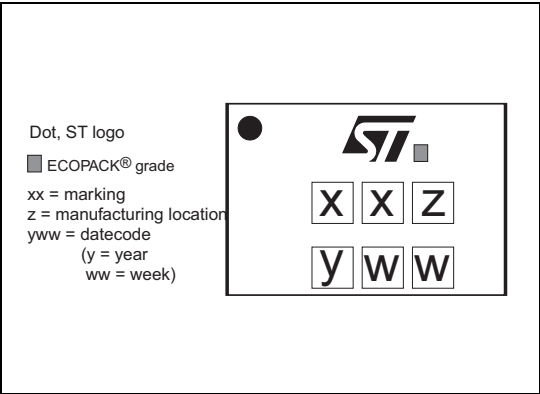 Dot, ST logo
ECOPACK® grade
xx = marking
z = manufacturing location
yww = datecode
(y = year
ww = week)
ST
x x z
y w w